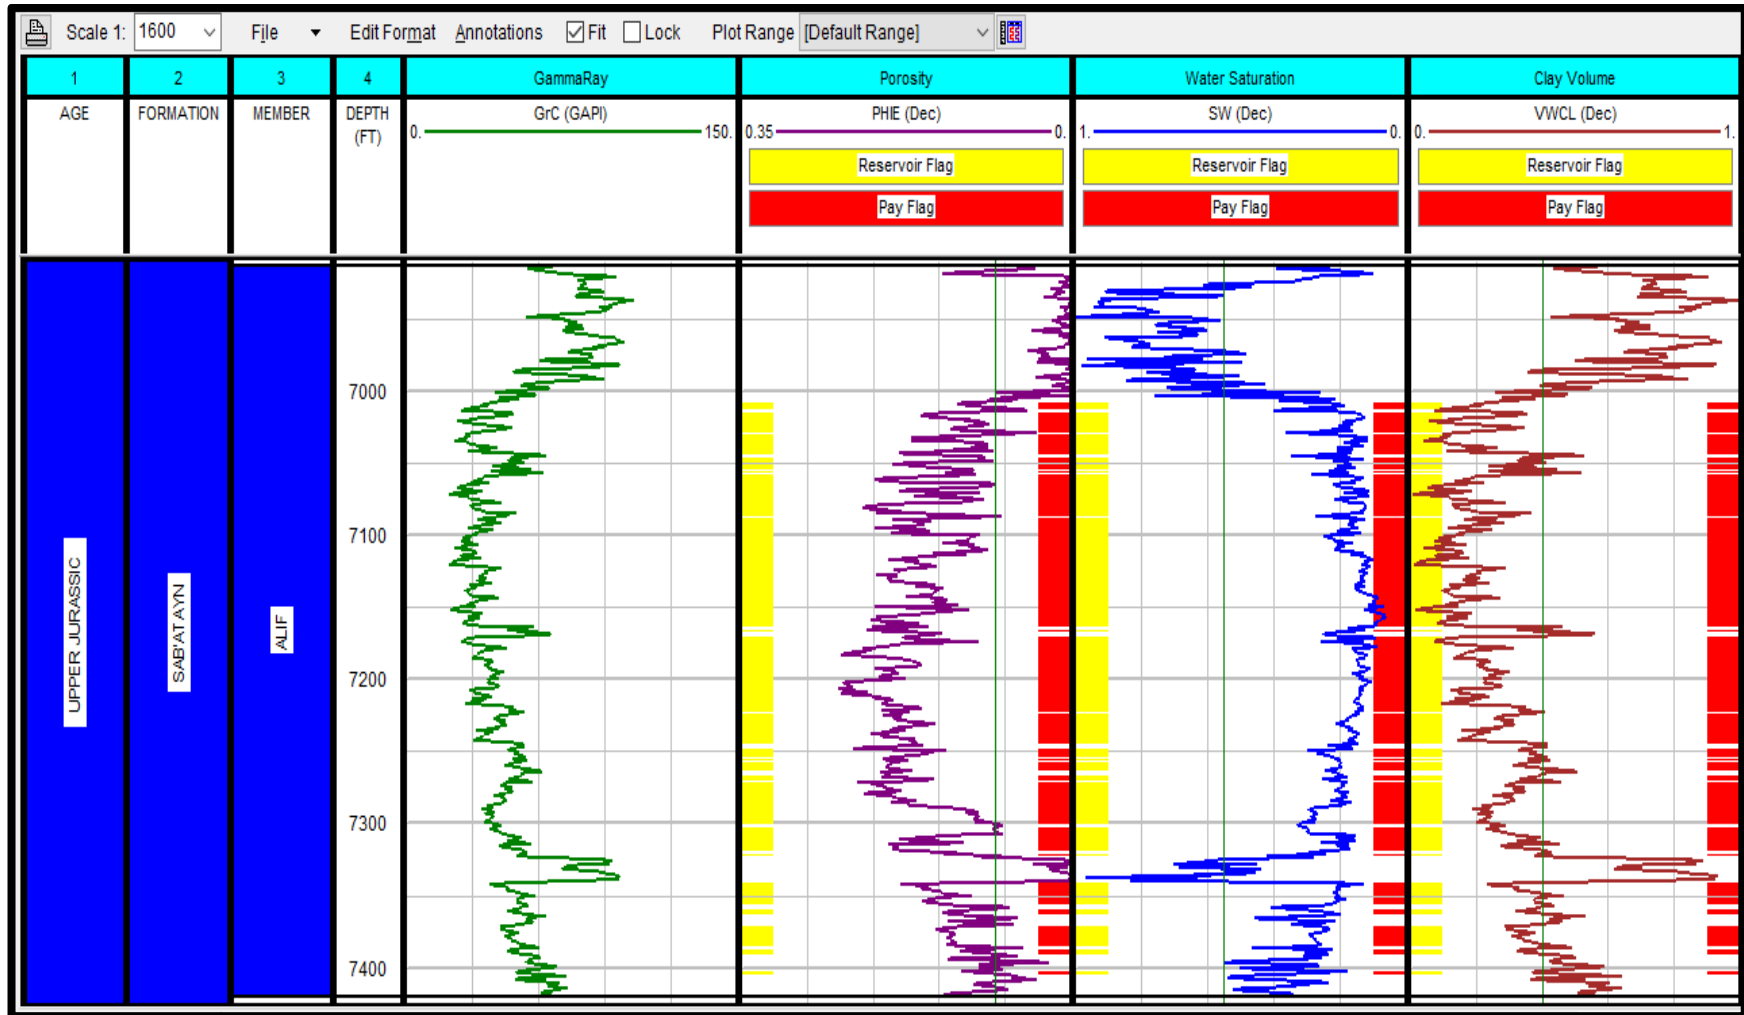 Scale 1: 1600 File Edit Format Annotations Fit Lock Plot Range [Default Range]
1 2 3 4 GammaRay Porosity Water Saturation Clay Volume
AGE FORMATION MEMBER DEPTH (FT) GrC (GAPI) PHIE (Dec) SW (Dec) VWCL (Dec)
0. 150. 0.35 0. 1. 0. 0. 1.
Reservoir Flag Reservoir Flag Reservoir Flag
Pay Flag Pay Flag Pay Flag
7000
7100
7200
7300
7400
UPPER JURASSIC
SAB'ATAYN
ALIF